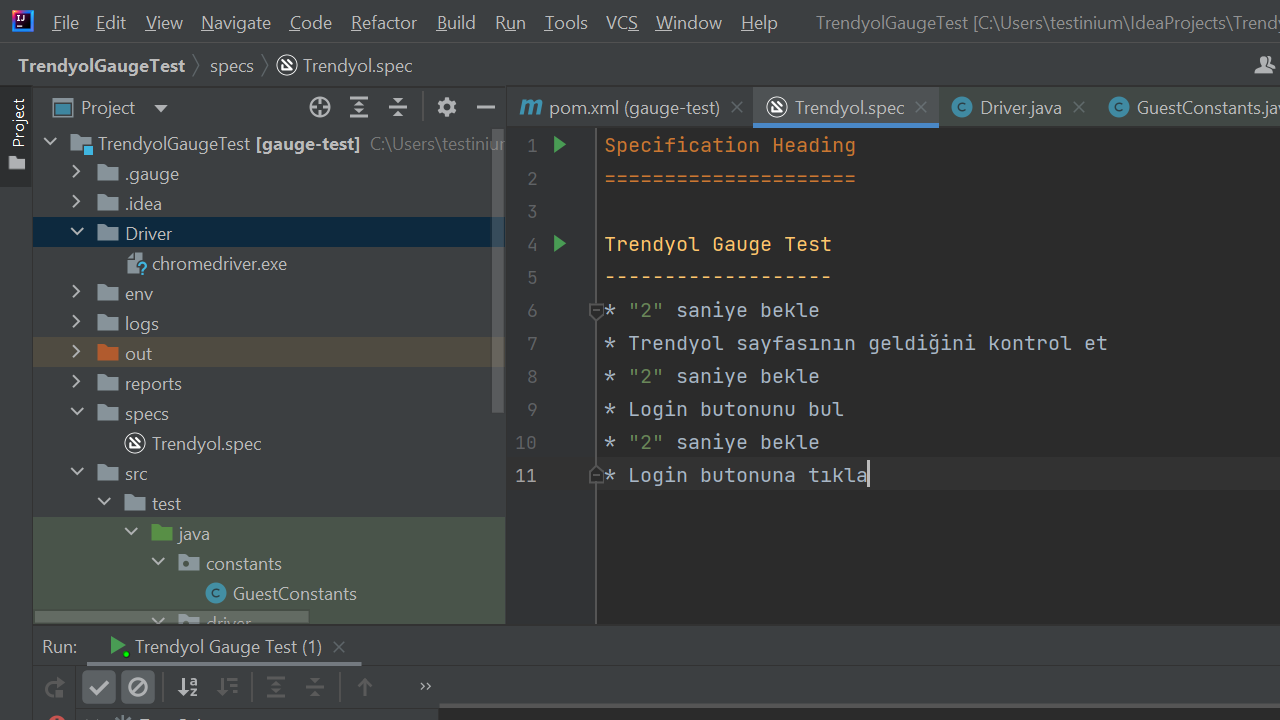 File Edit View Navigate Code Refactor Build Run Tools VCS Window Help TrendyolGaugeTest [C:\Users\testinium\IdeaProjects\Trendy
TrendyolGaugeTest specs Trendyol.spec
Project
Project
pom.xml (gauge-test) Trendyol.spec Driver.java GuestConstants.jav
TrendyolGaugeTest [gauge-test] C:\Users\testinium
.gauge
.idea
Driver
chromedriver.exe
env
logs
out
reports
specs
Trendyol.spec
src
test
java
constants
GuestConstants
driver
1 Specification Heading
2 =====================
3
4 Trendyol Gauge Test
5 -------------------
6 * "2" saniye bekle
7 * Trendyol sayfasının geldiğini kontrol et
8 * "2" saniye bekle
9 * Login butonunu bul
10 * "2" saniye bekle
11 * Login butonuna tıkla
Run: Trendyol Gauge Test (1)